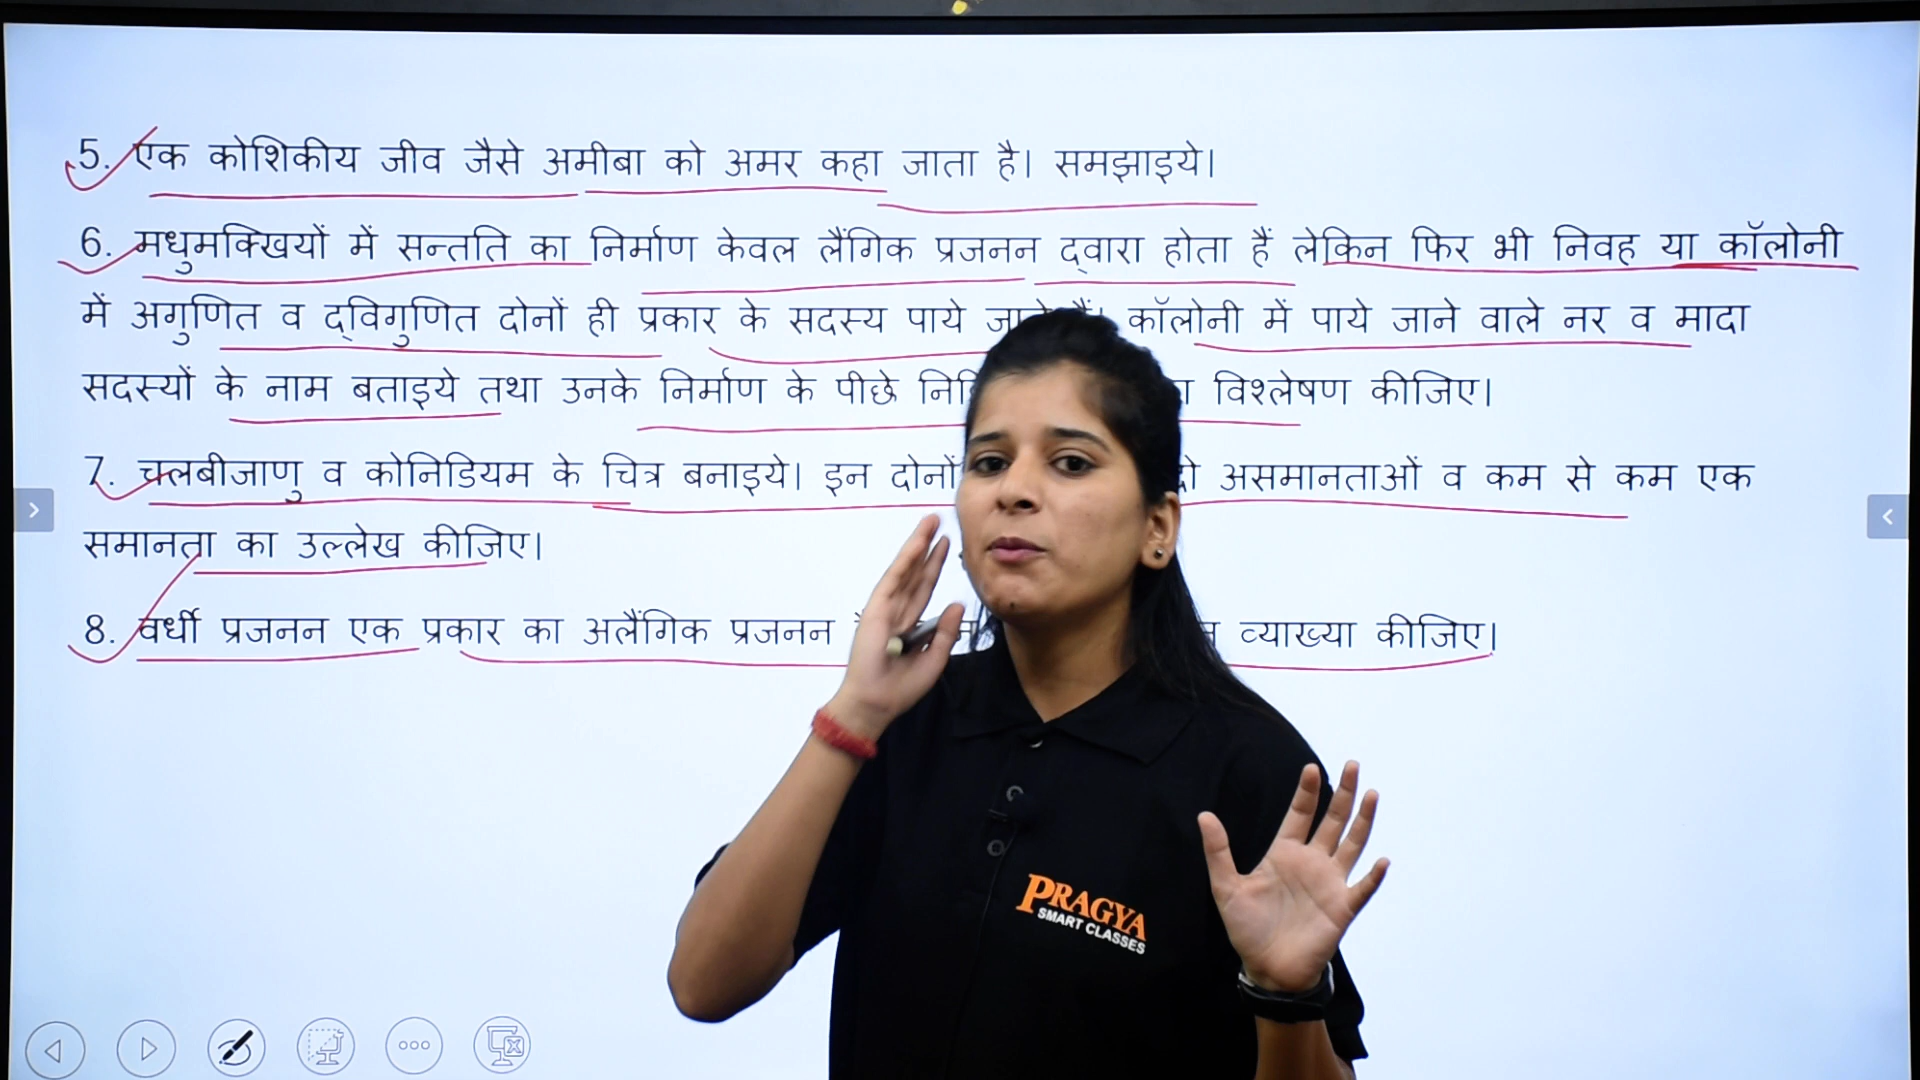 5. एक कोशिकीय जीव जैसे अमीबा को अमर कहा जाता है। समझाइये।
6. मधुमक्खियों में सन्तति का निर्माण केवल लैंगिक प्रजनन द्वारा होता हैं लेकिन फिर भी निवह या कॉलोनी
में अगुणित व द्विगुणित दोनों ही प्रकार के सदस्य पाये जाते हैं। कॉलोनी में पाये जाने वाले नर व मादा
सदस्यों के नाम बताइये तथा उनके निर्माण के पीछे विश्लेषण कीजिए।
7. चलबीजाणु व कोनिडियम के चित्र बनाइये। इन दोनों असमानताओं व कम से कम एक
समानता का उल्लेख कीजिए।
8. वर्धी प्रजनन एक प्रकार का अलैंगिक प्रजनन व्याख्या कीजिए।
PRAGYA
SMART CLASSES